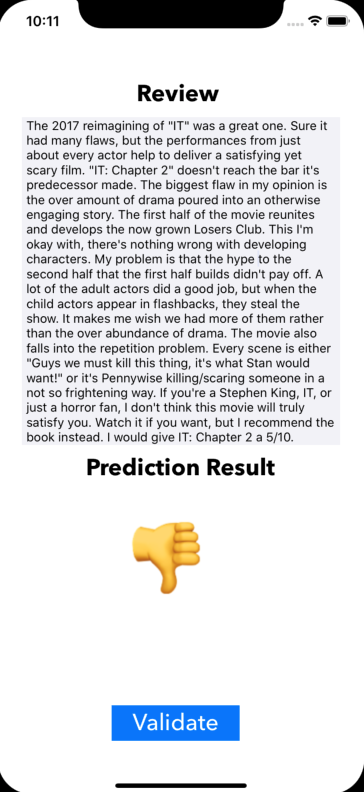 10:11
Review
The 2017 reimagining of "IT" was a great one. Sure it
had many flaws, but the performances from just
about every actor help to deliver a satisfying yet
scary film. "IT: Chapter 2" doesn't reach the bar it's
predecessor made. The biggest flaw in my opinion is
the over amount of drama poured into an otherwise
engaging story. The first half of the movie reunites
and develops the now grown Losers Club. This I'm
okay with, there's nothing wrong with developing
characters. My problem is that the hype to the
second half that the first half builds didn't pay off. A
lot of the adult actors did a good job, but when the
child actors appear in flashbacks, they steal the
show. It makes me wish we had more of them rather
than the over abundance of drama. The movie also
falls into the repetition problem. Every scene is either
"Guys we must kill this thing, it's what Stan would
want!" or it's Pennywise killing/scaring someone in a
not so frightening way. If you're a Stephen King, IT, or
just a horror fan, I don't think this movie will truly
satisfy you. Watch it if you want, but I recommend the
book instead. I would give IT: Chapter 2 a 5/10.
Prediction Result
Validate